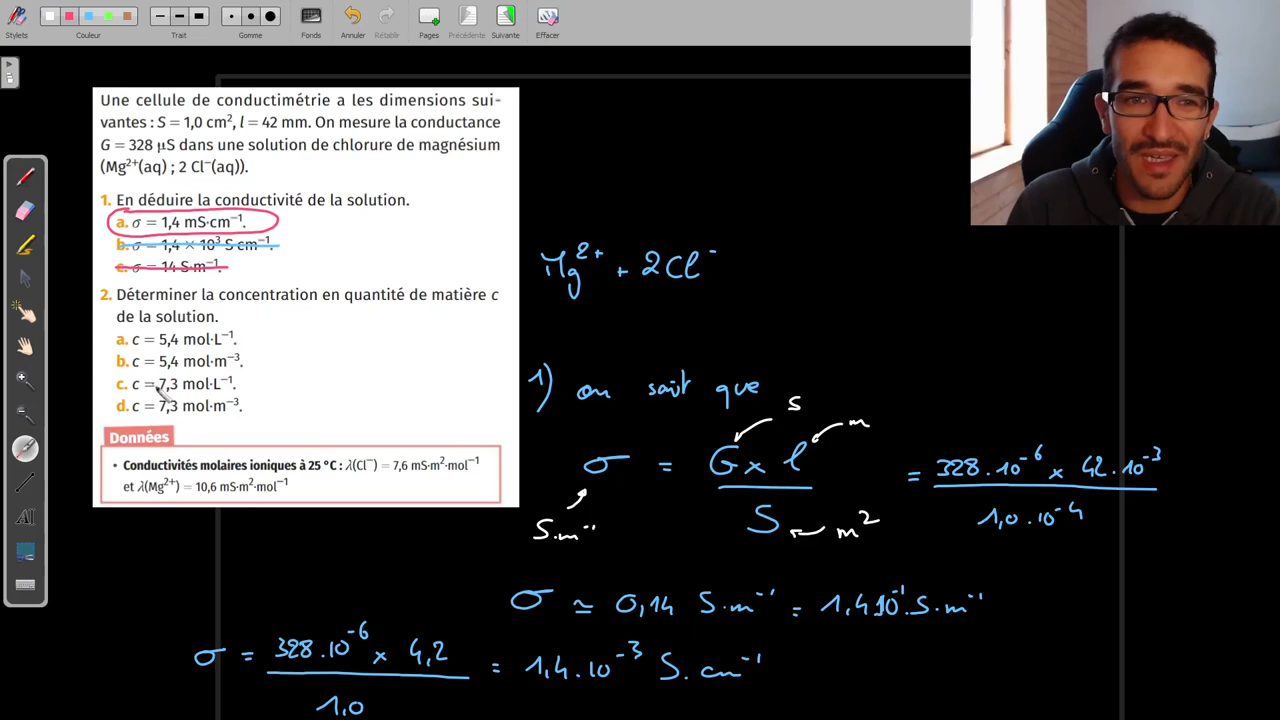 Stylets Couleur Trait Gomme Fonds Annuler Rétablir Pages Précédente Suivante Effacer
Une cellule de conductimétrie a les dimensions sui-
vantes : S = 1,0 cm², l = 42 mm. On mesure la conductance
G = 328 µS dans une solution de chlorure de magnésium
(Mg²⁺(aq) ; 2 Cl⁻(aq)).
1. En déduire la conductivité de la solution.
a. σ = 1,4 mS·cm⁻¹.
b. σ = 1,4 × 10³ S·cm⁻¹.
c. σ = 14 S·m⁻¹.
2. Déterminer la concentration en quantité de matière c
de la solution.
a. c = 5,4 mol·L⁻¹.
b. c = 5,4 mol·m⁻³.
c. c = 7,3 mol·L⁻¹.
d. c = 7,3 mol·m⁻³.
Données
• Conductivités molaires ioniques à 25 °C : λ(Cl⁻) = 7,6 mS·m²·mol⁻¹
et λ(Mg²⁺) = 10,6 mS·m²·mol⁻¹
Mg²⁺ + 2Cl⁻
1) on sait que
S
m
σ = G × l / S = 328.10⁻⁶ × 42.10⁻³ / 1,0.10⁻⁴
S.m⁻¹
m²
σ ≃ 0,14 S.m⁻¹ = 1,4 10⁻¹ S.m⁻¹
σ = 328.10⁻⁶ × 4,2 / 1,0 = 1,4.10⁻³ S.cm⁻¹